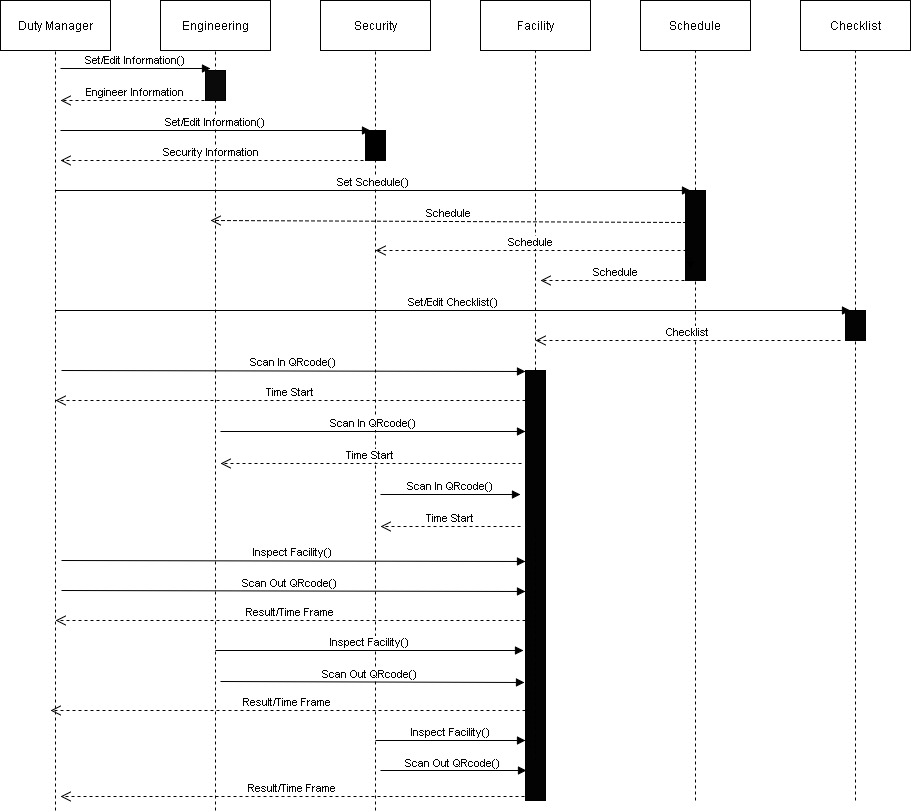 Duty Manager
Engineering
Security
Facility
Schedule
Checklist
Set/Edit Information()
Engineer Information
Set/Edit Information()
Security Information
Set Schedule()
Schedule
Schedule
Schedule
Set/Edit Checklist()
Checklist
Scan In QRcode()
Time Start
Scan In QRcode()
Time Start
Scan In QRcode()
Time Start
Inspect Facility()
Scan Out QRcode()
Result/Time Frame
Inspect Facility()
Scan Out QRcode()
Result/Time Frame
Inspect Facility()
Scan Out QRcode()
Result/Time Frame